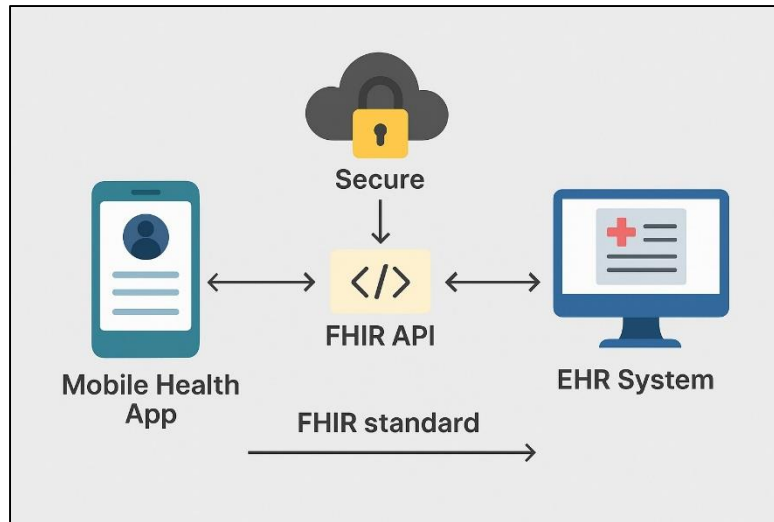 Secure
</>
FHIR API
Mobile Health
App
EHR System
FHIR standard